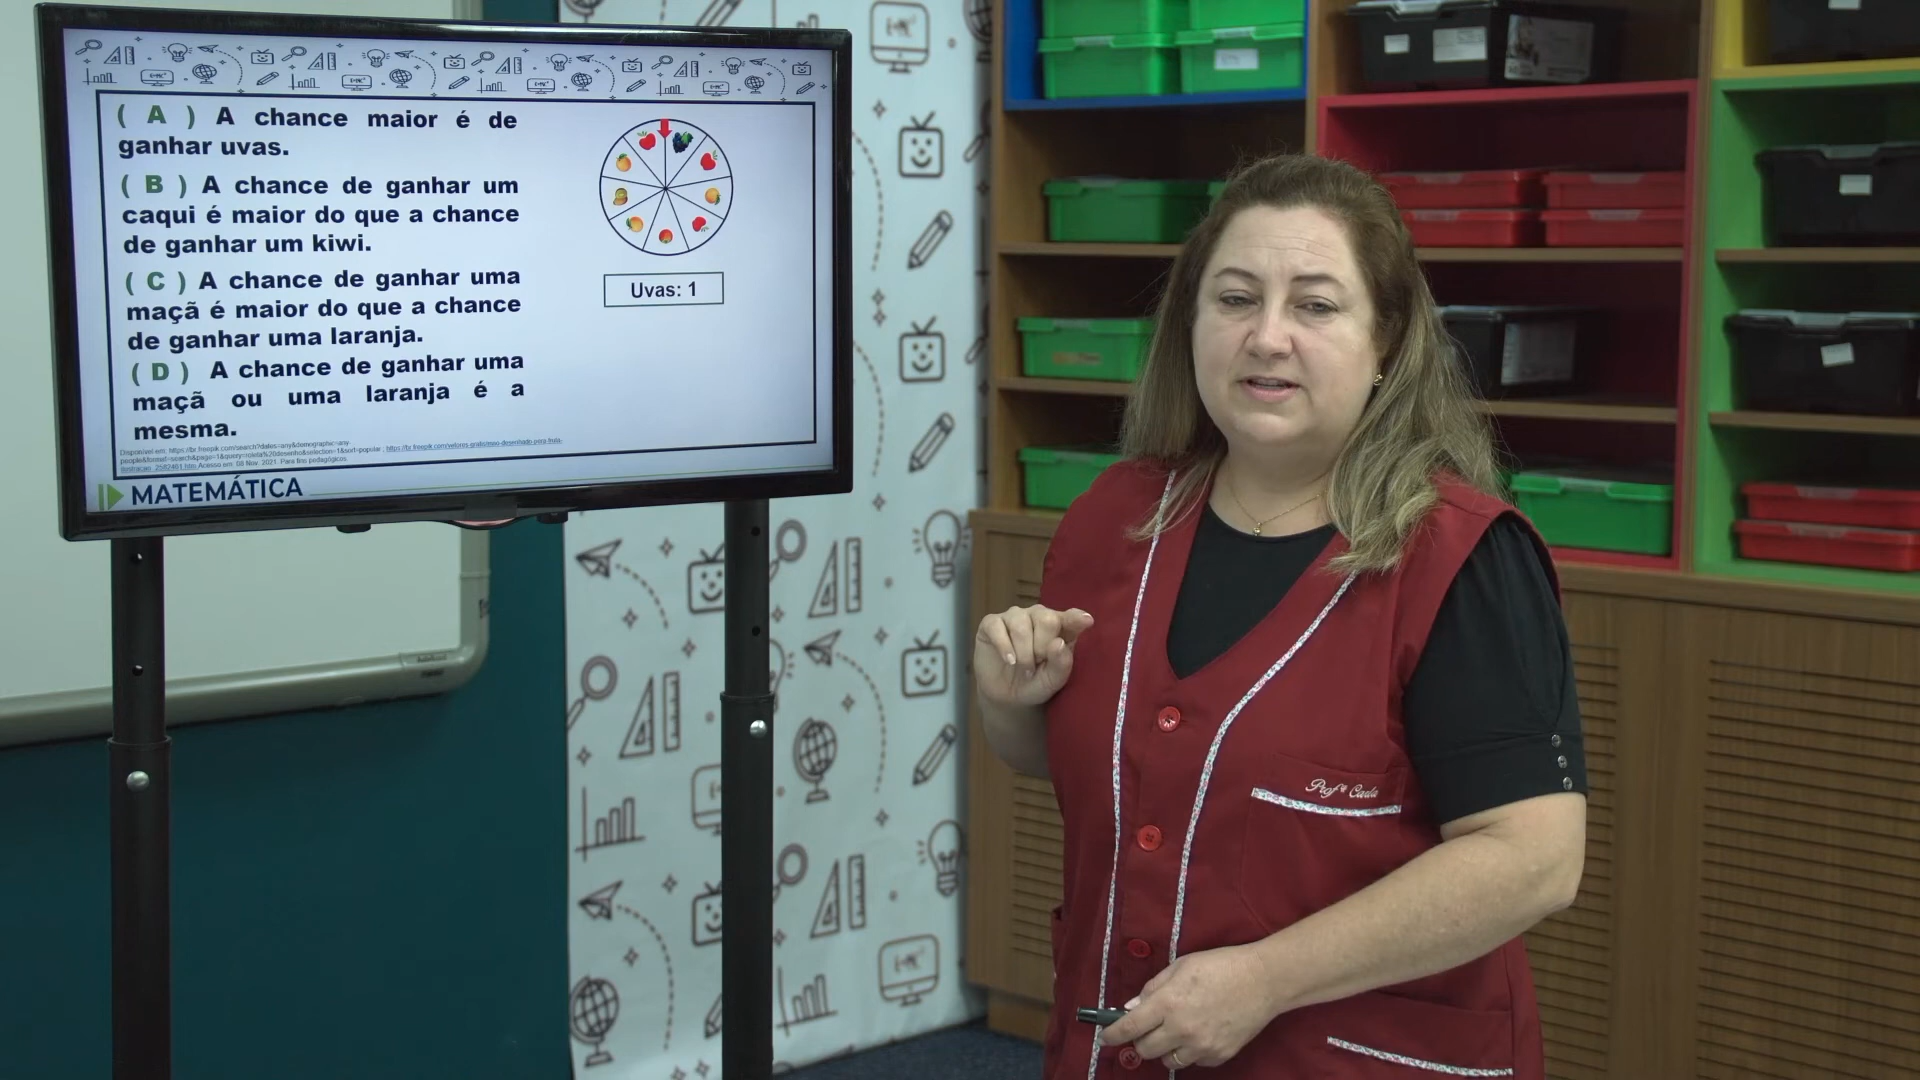 ( A ) A chance maior é de
ganhar uvas.
( B ) A chance de ganhar um
caqui é maior do que a chance
de ganhar um kiwi.
( C ) A chance de ganhar uma
maçã é maior do que a chance
de ganhar uma laranja.
( D ) A chance de ganhar uma
maçã ou uma laranja é a
mesma.
Uvas: 1
MATEMÁTICA
Profª